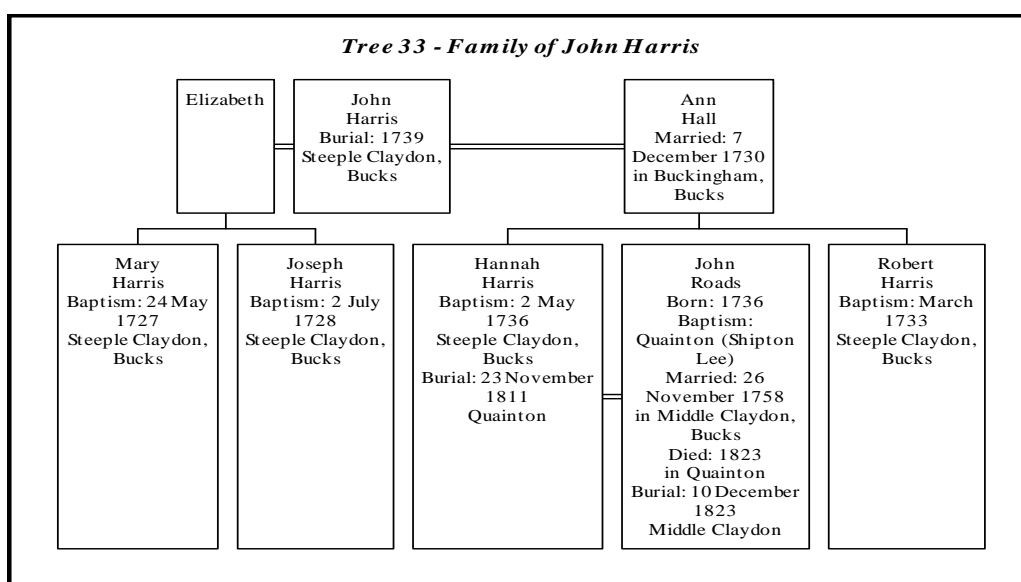 Tree 33 - Family of John Harris
Elizabeth
John
Harris
Burial: 1739
Steeple Claydon,
Bucks
Ann
Hall
Married: 7
December 1730
in Buckingham,
Bucks
Mary
Harris
Baptism: 24 May
1727
Steeple Claydon,
Bucks
Joseph
Harris
Baptism: 2 July
1728
Steeple Claydon,
Bucks
Hannah
Harris
Baptism: 2 May
1736
Steeple Claydon,
Bucks
Burial: 23 November
1811
Quainton
John
Roads
Born: 1736
Baptism:
Quainton (Shipton
Lee)
Married: 26
November 1758
in Middle Claydon,
Bucks
Died: 1823
in Quainton
Burial: 10 December
1823
Middle Claydon
Robert
Harris
Baptism: March
1733
Steeple Claydon,
Bucks